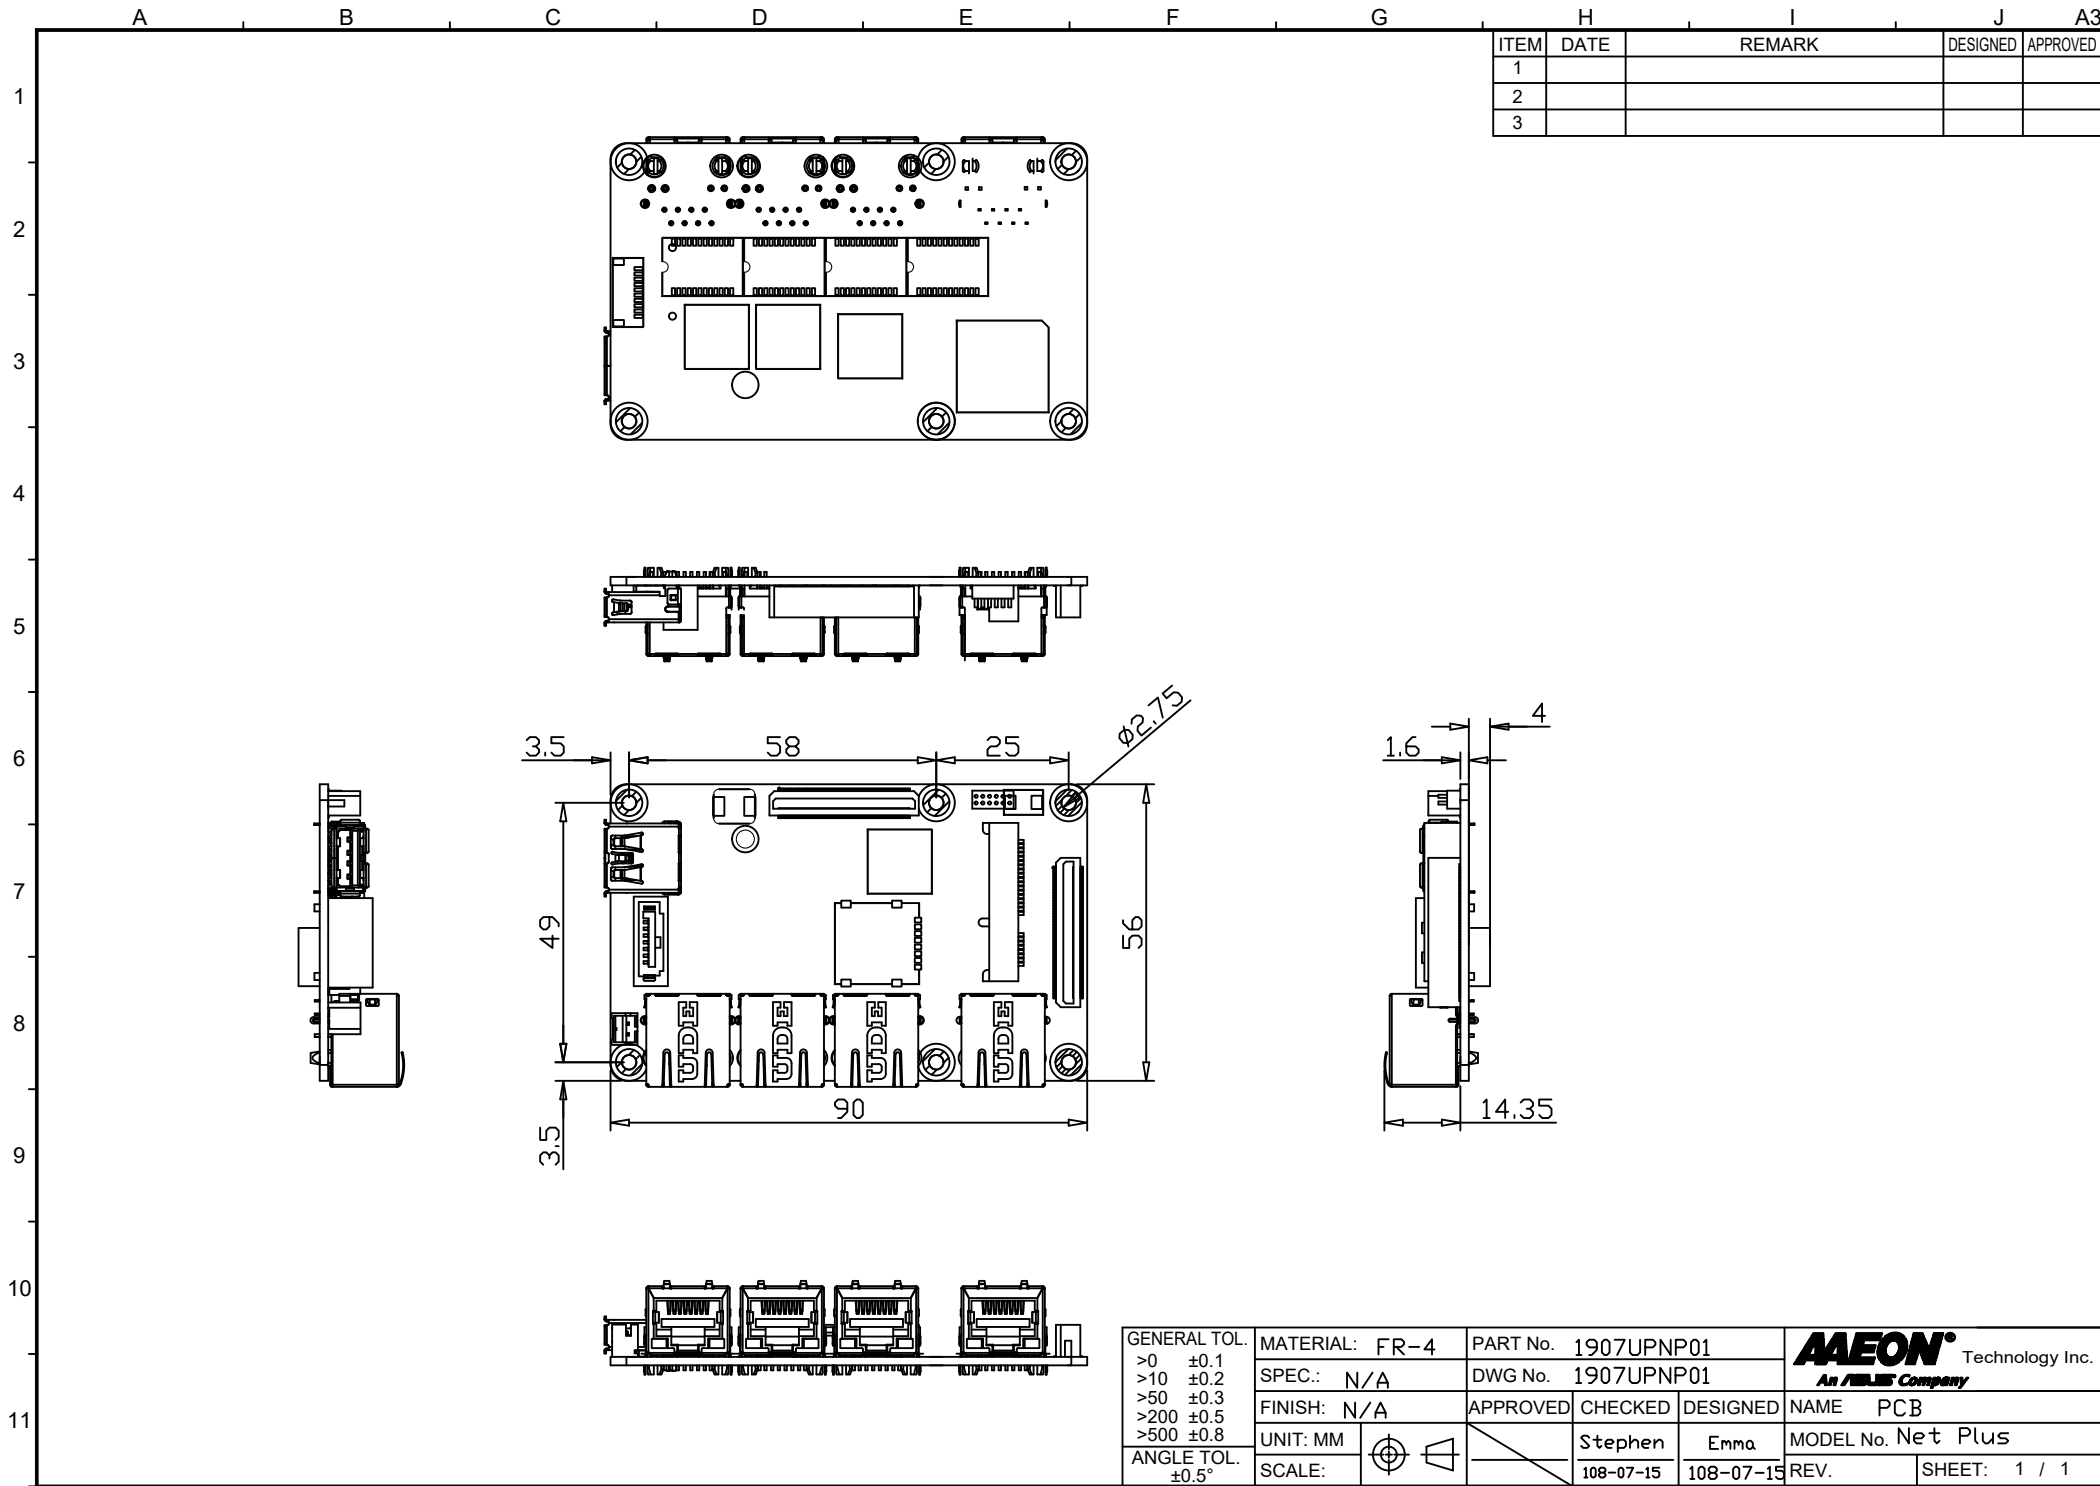 A B C D E F G H I J A3
ITEM DATE REMARK DESIGNED APPROVED
1
2
3
1
2
3
4
5
6
7
8
9
10
11
3.5 58 25 Ø2.75
49 56
90
3.5
4
1.6
14.35
UDE UDE UDE UDE
GENERAL TOL.
>0 ±0.1
>10 ±0.2
>50 ±0.3
>200 ±0.5
>500 ±0.8
ANGLE TOL.
±0.5°
MATERIAL: FR-4
SPEC.: N/A
FINISH: N/A
UNIT: MM
SCALE:
PART No. 1907UPNP01
DWG No. 1907UPNP01
APPROVED CHECKED DESIGNED
Stephen Emma
108-07-15 108-07-15
AAEON® Technology Inc.
An ASUS Company
NAME PCB
MODEL No. Net Plus
REV. SHEET: 1 / 1